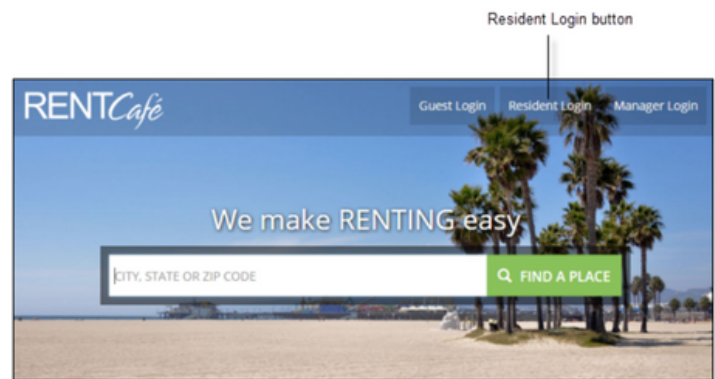 Resident Login button
RENTCafé
Guest Login Resident Login Manager Login
We make RENTING easy
CITY, STATE OR ZIP CODE
FIND A PLACE